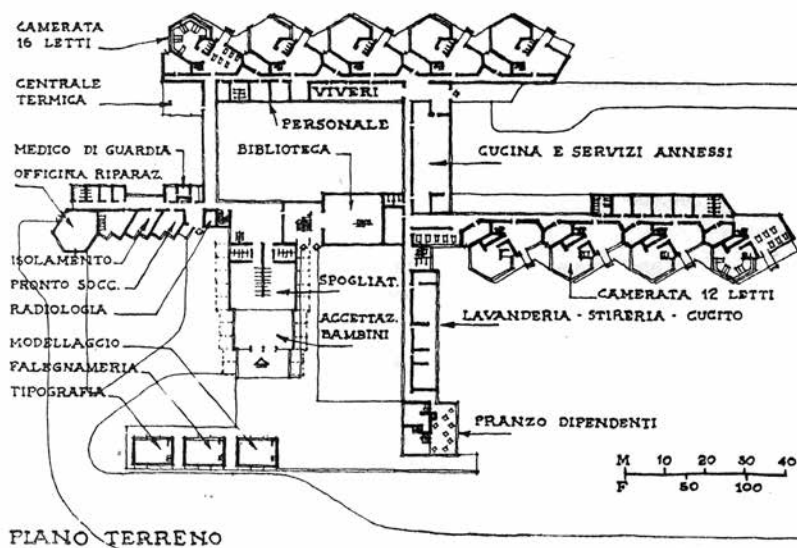 CAMERATA
16 LETTI
CENTRALE
TERMICA
VIVERI
PERSONALE
BIBLIOTECA
CUCINA E SERVIZI ANNESSI
MEDICO DI GUARDIA
OFFICINA RIPARAZ.
ISOLAMENTO
PRONTO SOCC.
RADIOLOGIA
SPOGLIAT.
ACCETTAZ.
BAMBINI
CAMERATA 12 LETTI
LAVANDERIA - STIRERIA - CUCITO
MODELLAGGIO
FALEGNAMERIA
TIPOGRAFIA
PRANZO DIPENDENTI
M 10 20 30 40
F 50 100
PIANO TERRENO